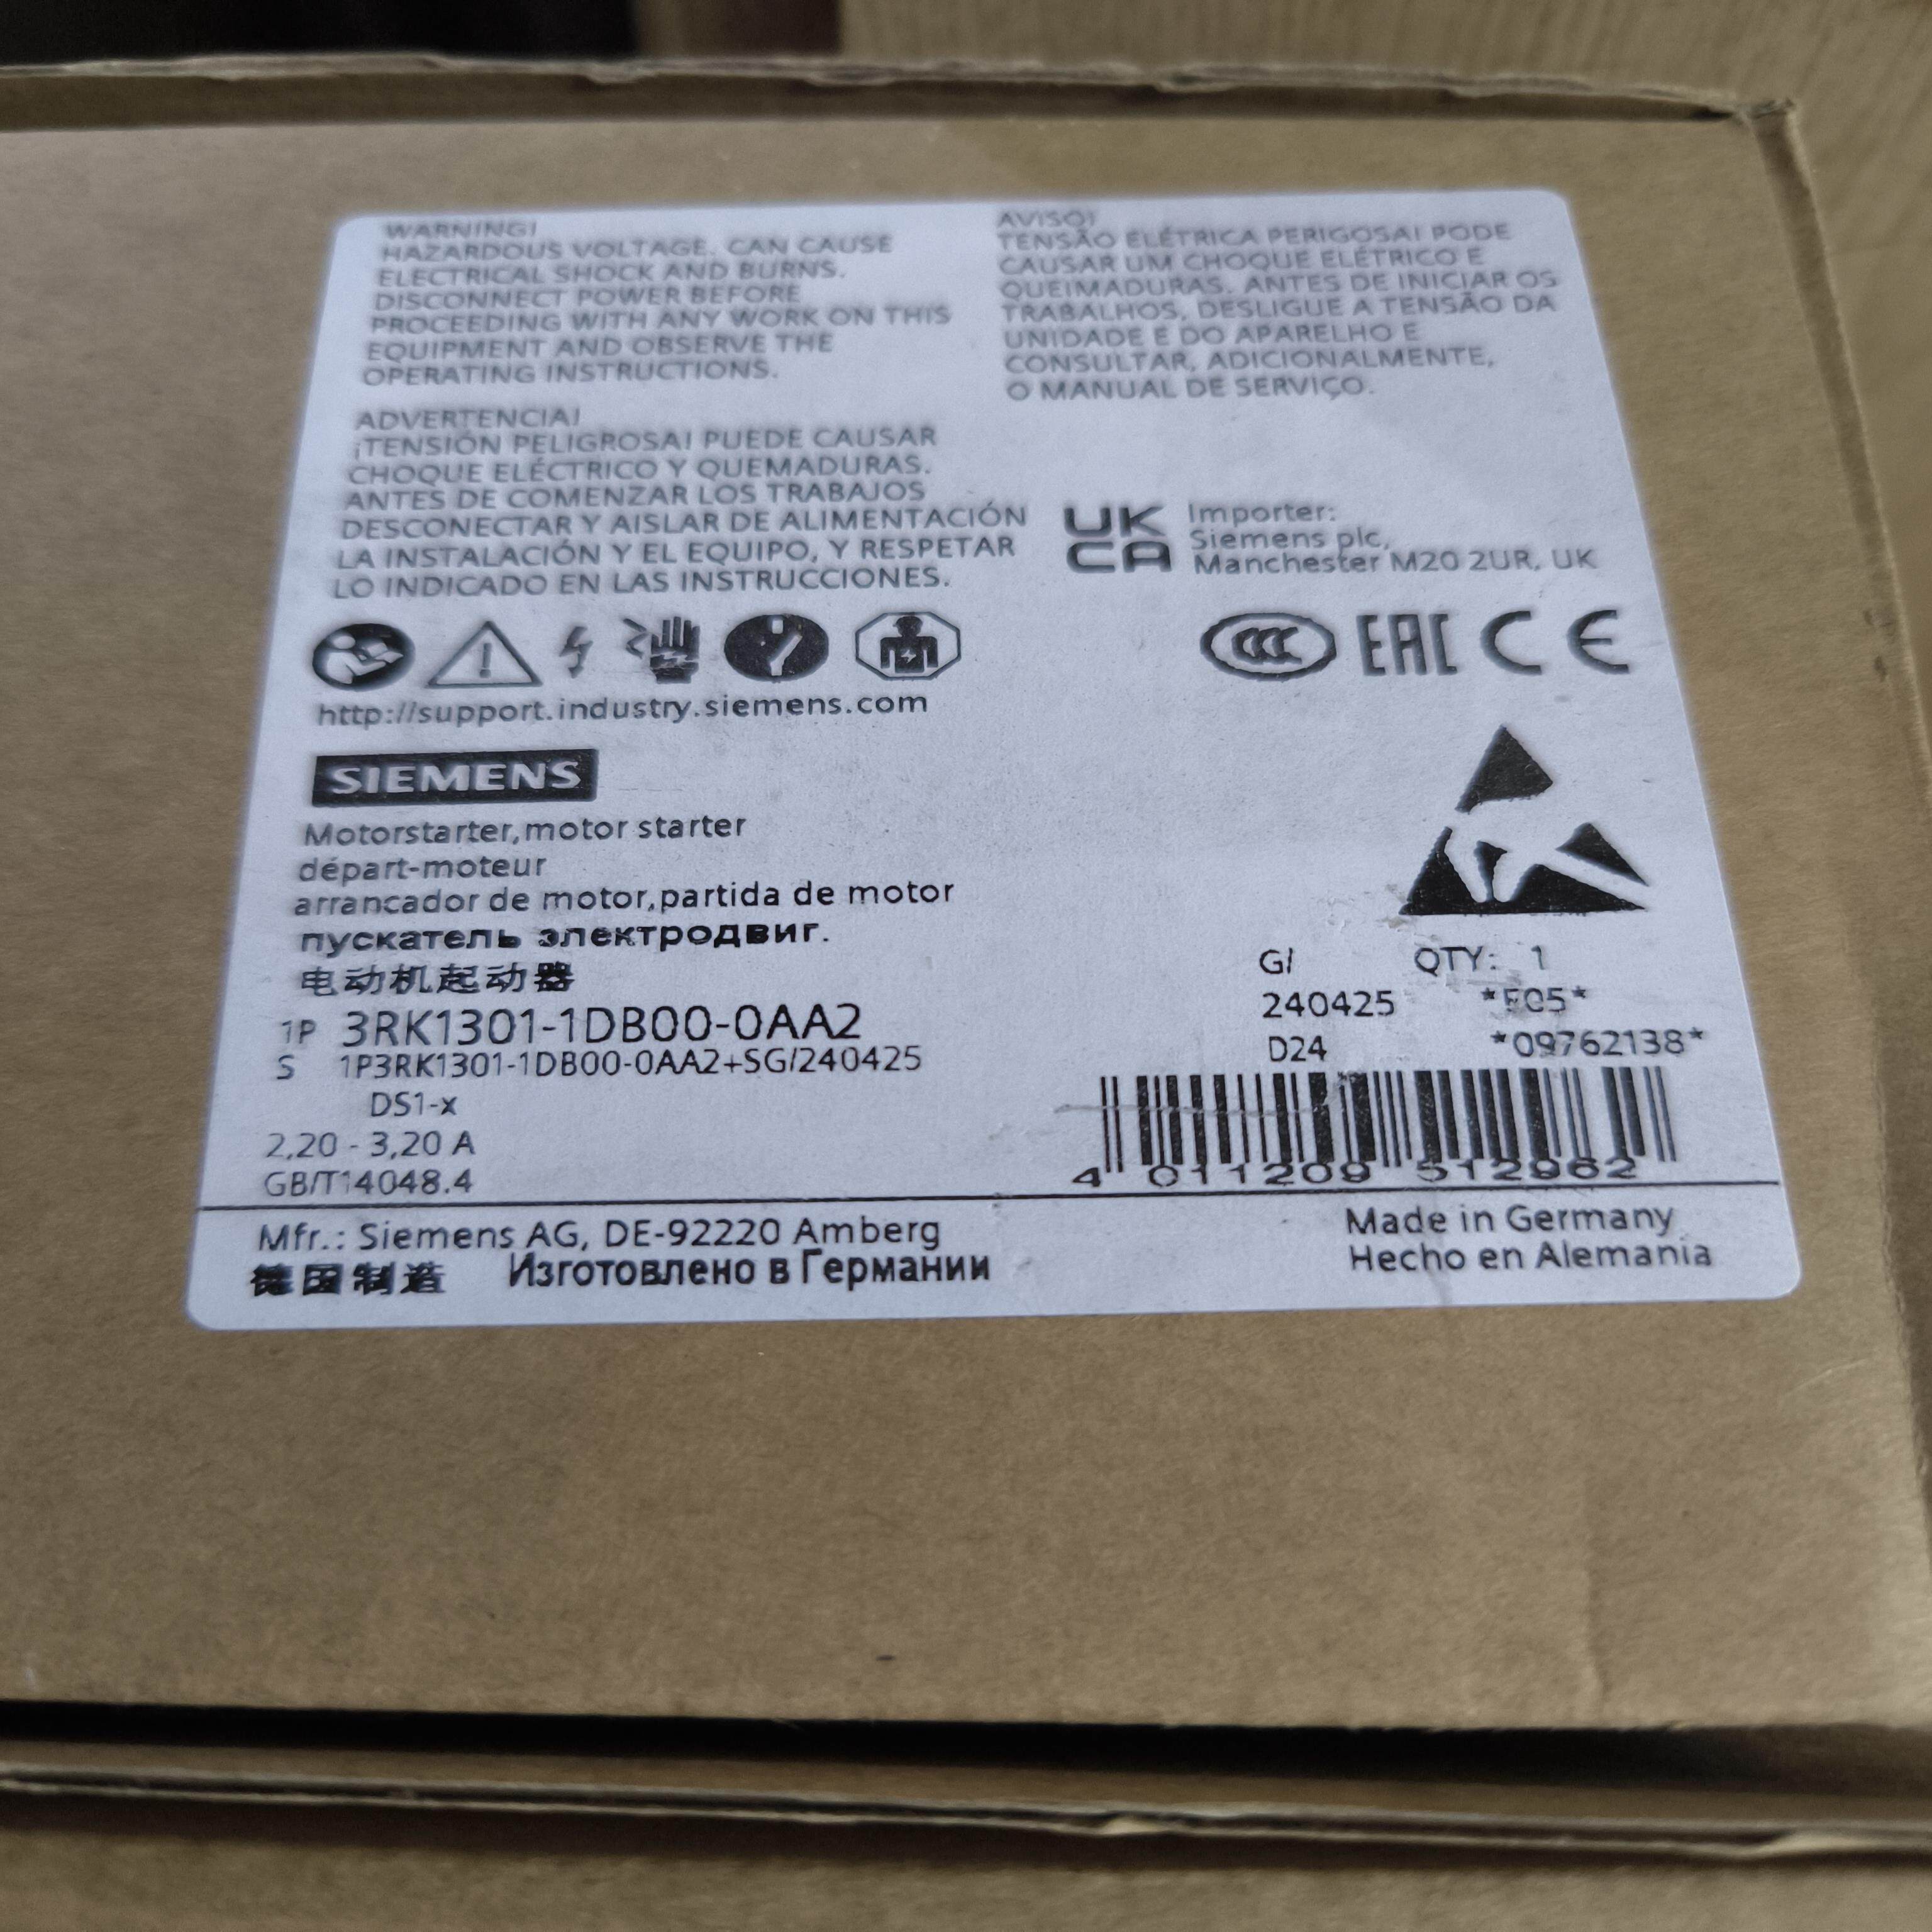 WARNING!
HAZARDOUS VOLTAGE. CAN CAUSE
ELECTRICAL SHOCK AND BURNS.
DISCONNECT POWER BEFORE
PROCEEDING WITH ANY WORK ON THIS
EQUIPMENT AND OBSERVE THE
OPERATING INSTRUCTIONS.
AVISO!
TENSÃO ELÉTRICA PERIGOSA! PODE
CAUSAR UM CHOQUE ELÉTRICO E
QUEIMADURAS. ANTES DE INICIAR OS
TRABALHOS, DESLIGUE A TENSÃO DA
UNIDADE E DO APARELHO E
CONSULTAR, ADICIONALMENTE,
O MANUAL DE SERVIÇO.
ADVERTENCIA!
¡TENSIÓN PELIGROSA! PUEDE CAUSAR
CHOQUE ELÉCTRICO Y QUEMADURAS.
ANTES DE COMENZAR LOS TRABAJOS
DESCONECTAR Y AISLAR DE ALIMENTACIÓN
LA INSTALACIÓN Y EL EQUIPO, Y RESPETAR
LO INDICADO EN LAS INSTRUCCIONES.
UK
CA
Importer:
Siemens plc,
Manchester M20 2UR, UK
CCC EAC CE
http://support.industry.siemens.com
SIEMENS
Motorstarter,motor starter
départ-moteur
arrancador de motor,partida de motor
пускатель электродвиг.
电动机起动器
1P 3RK1301-1DB00-0AA2
S 1P3RK1301-1DB00-0AA2+SG/240425
DS1-x
2,20 - 3,20 A
GB/T14048.4
G/ QTY: 1
240425 *E05*
D24 *09762138*
4 011209 512962
Mfr.: Siemens AG, DE-92220 Amberg
德国制造 Изготовлено в Германии
Made in Germany
Hecho en Alemania